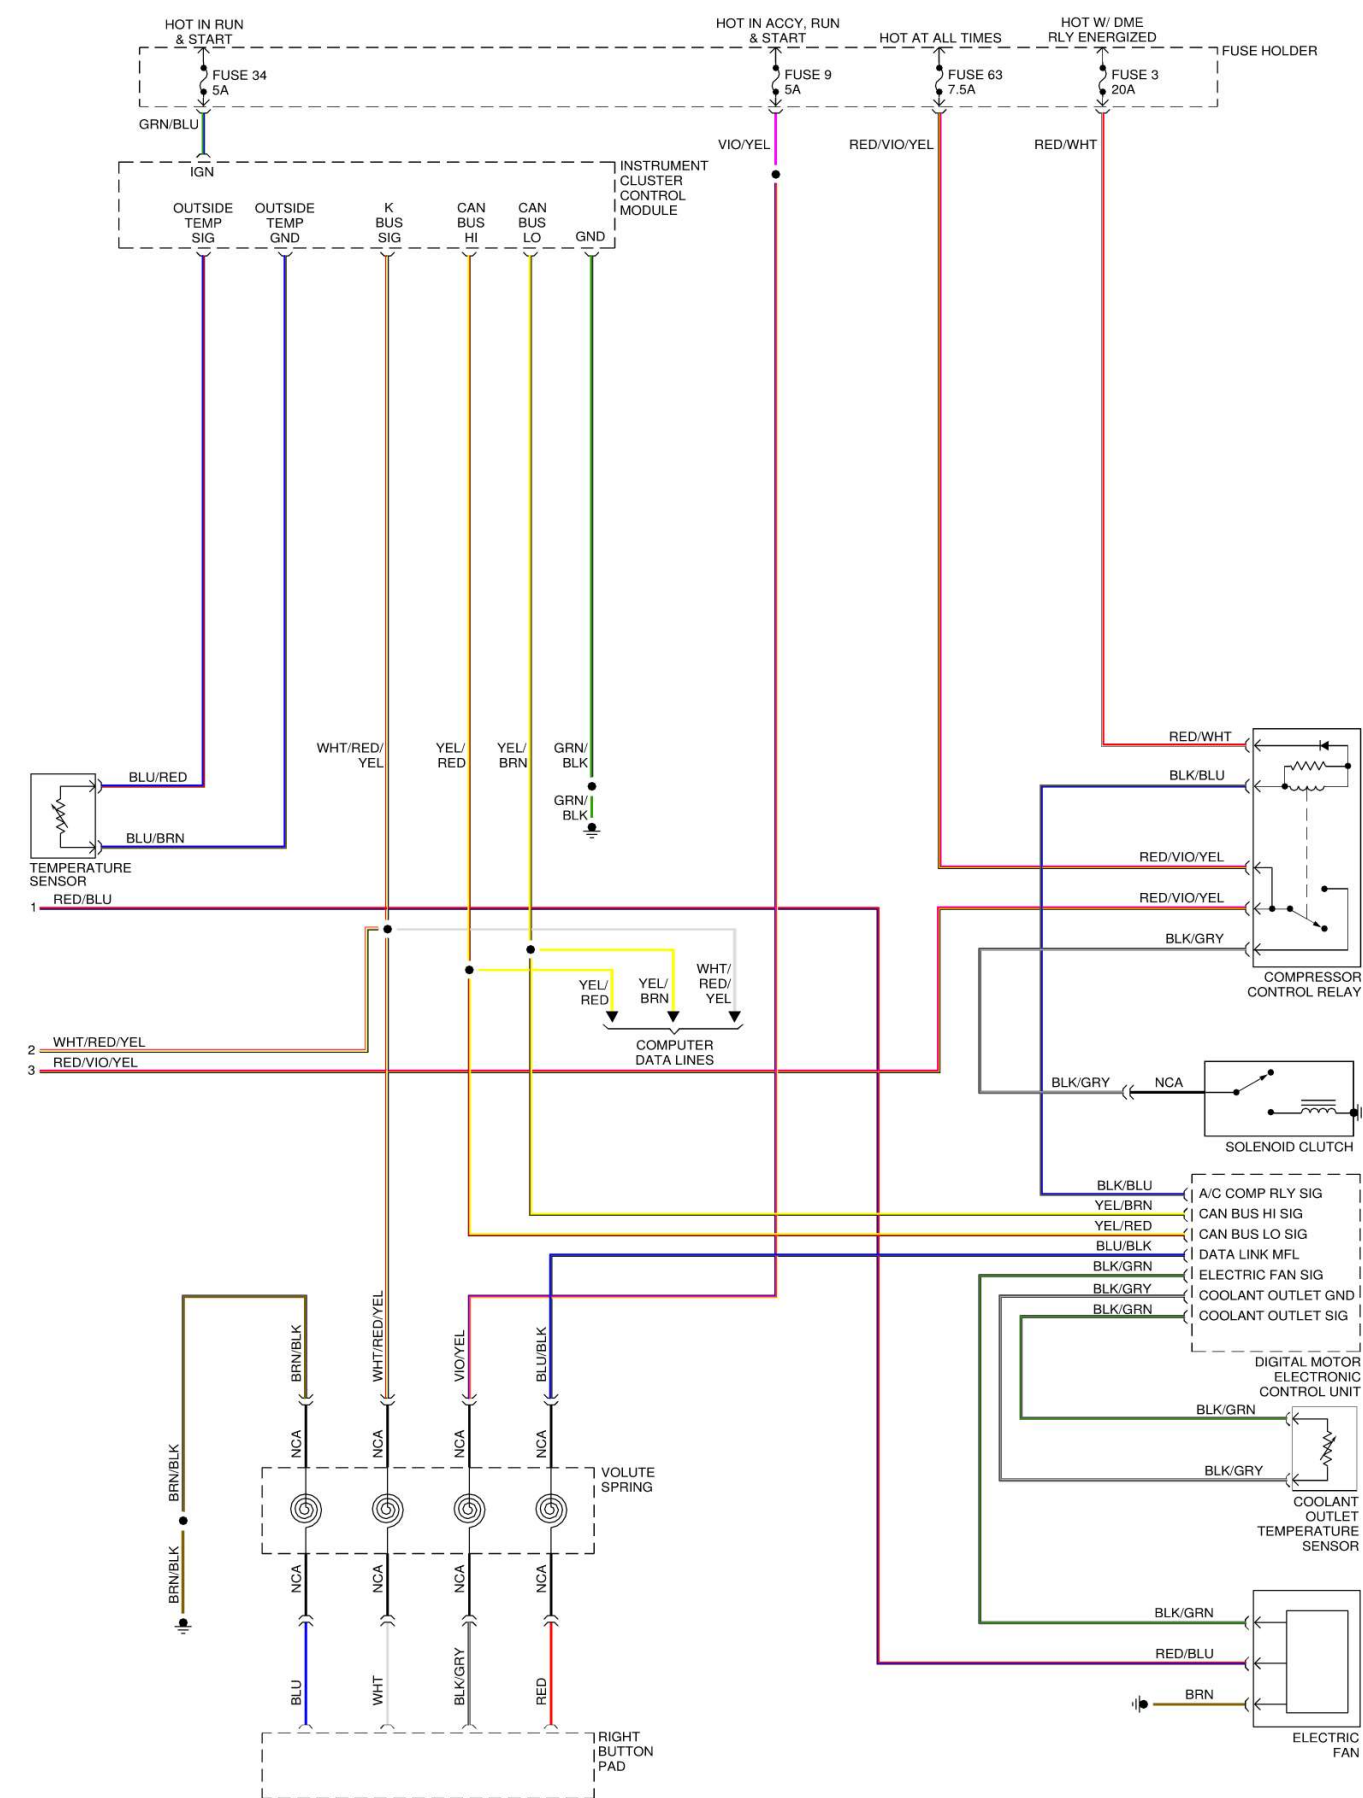 HOT IN RUN
& START
HOT IN ACCY, RUN
& START
HOT AT ALL TIMES
HOT W/ DME
RLY ENERGIZED
FUSE HOLDER
FUSE 34
5A
FUSE 9
5A
FUSE 63
7.5A
FUSE 3
20A
GRN/BLU
VIO/YEL
RED/VIO/YEL
RED/WHT
IGN
INSTRUMENT
CLUSTER
CONTROL
MODULE
OUTSIDE
TEMP
SIG
OUTSIDE
TEMP
GND
K
BUS
SIG
CAN
BUS
HI
CAN
BUS
LO
GND
WHT/RED/
YEL
YEL/
RED
YEL/
BRN
GRN/
BLK
GRN/
BLK
RED/WHT
BLK/BLU
RED/VIO/YEL
RED/VIO/YEL
BLK/GRY
COMPRESSOR
CONTROL RELAY
BLU/RED
BLU/BRN
TEMPERATURE
SENSOR
1
RED/BLU
YEL/
RED
YEL/
BRN
WHT/
RED/
YEL
COMPUTER
DATA LINES
2
WHT/RED/YEL
3
RED/VIO/YEL
BLK/GRY
NCA
SOLENOID CLUTCH
BLK/BLU
A/C COMP RLY SIG
YEL/BRN
CAN BUS HI SIG
YEL/RED
CAN BUS LO SIG
BLU/BLK
DATA LINK MFL
BLK/GRN
ELECTRIC FAN SIG
BLK/GRY
COOLANT OUTLET GND
BLK/GRN
COOLANT OUTLET SIG
DIGITAL MOTOR
ELECTRONIC
CONTROL UNIT
BRN/BLK
WHT/RED/YEL
VIO/YEL
BLU/BLK
BLK/GRN
BLK/GRY
COOLANT
OUTLET
TEMPERATURE
SENSOR
BRN/BLK
NCA
NCA
NCA
NCA
VOLUTE
SPRING
BRN/BLK
NCA
NCA
NCA
NCA
BLU
WHT
BLK/GRY
RED
RIGHT
BUTTON
PAD
BLK/GRN
RED/BLU
BRN
ELECTRIC
FAN